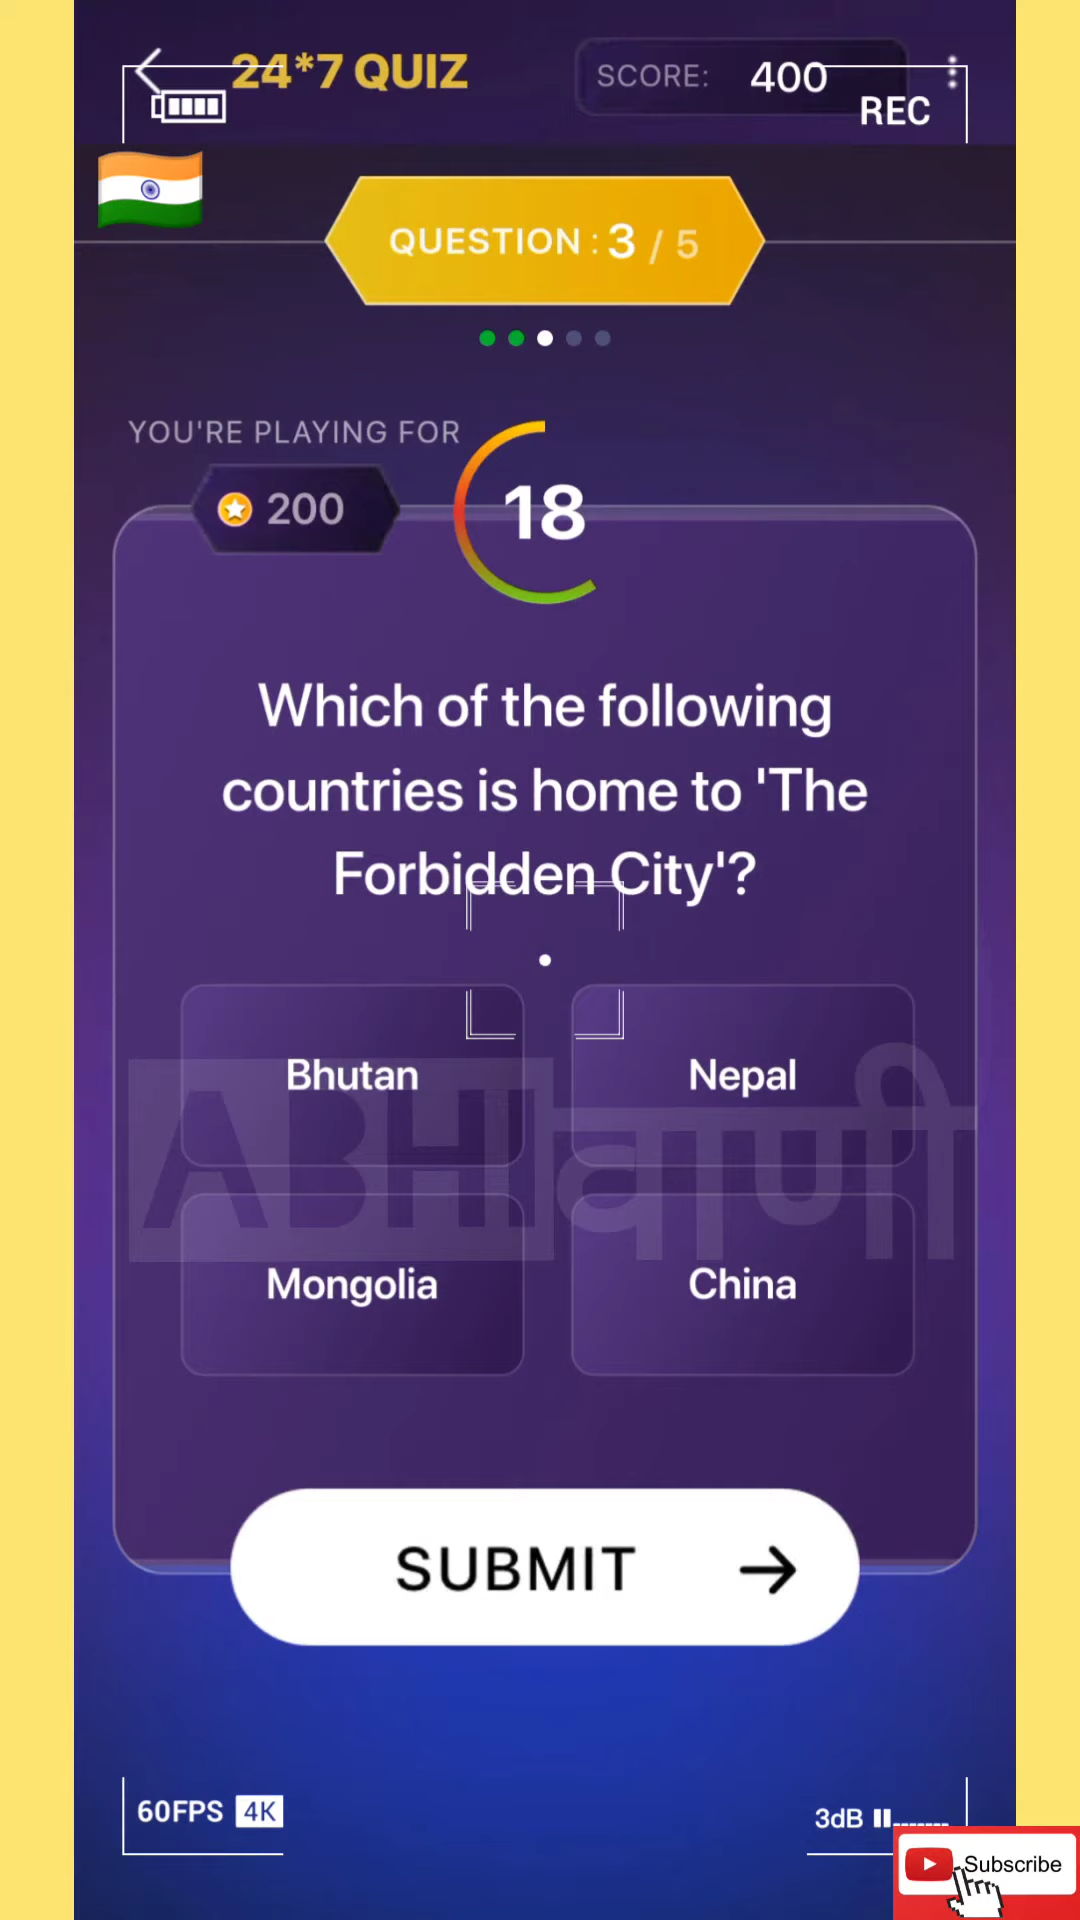 24*7 QUIZ
SCORE: 400
REC
QUESTION : 3 / 5
YOU'RE PLAYING FOR
200
18
Which of the following
countries is home to 'The
Forbidden City'?
Bhutan
Nepal
ABHIवाणी
Mongolia
China
SUBMIT
60FPS 4K
3dB
Subscribe